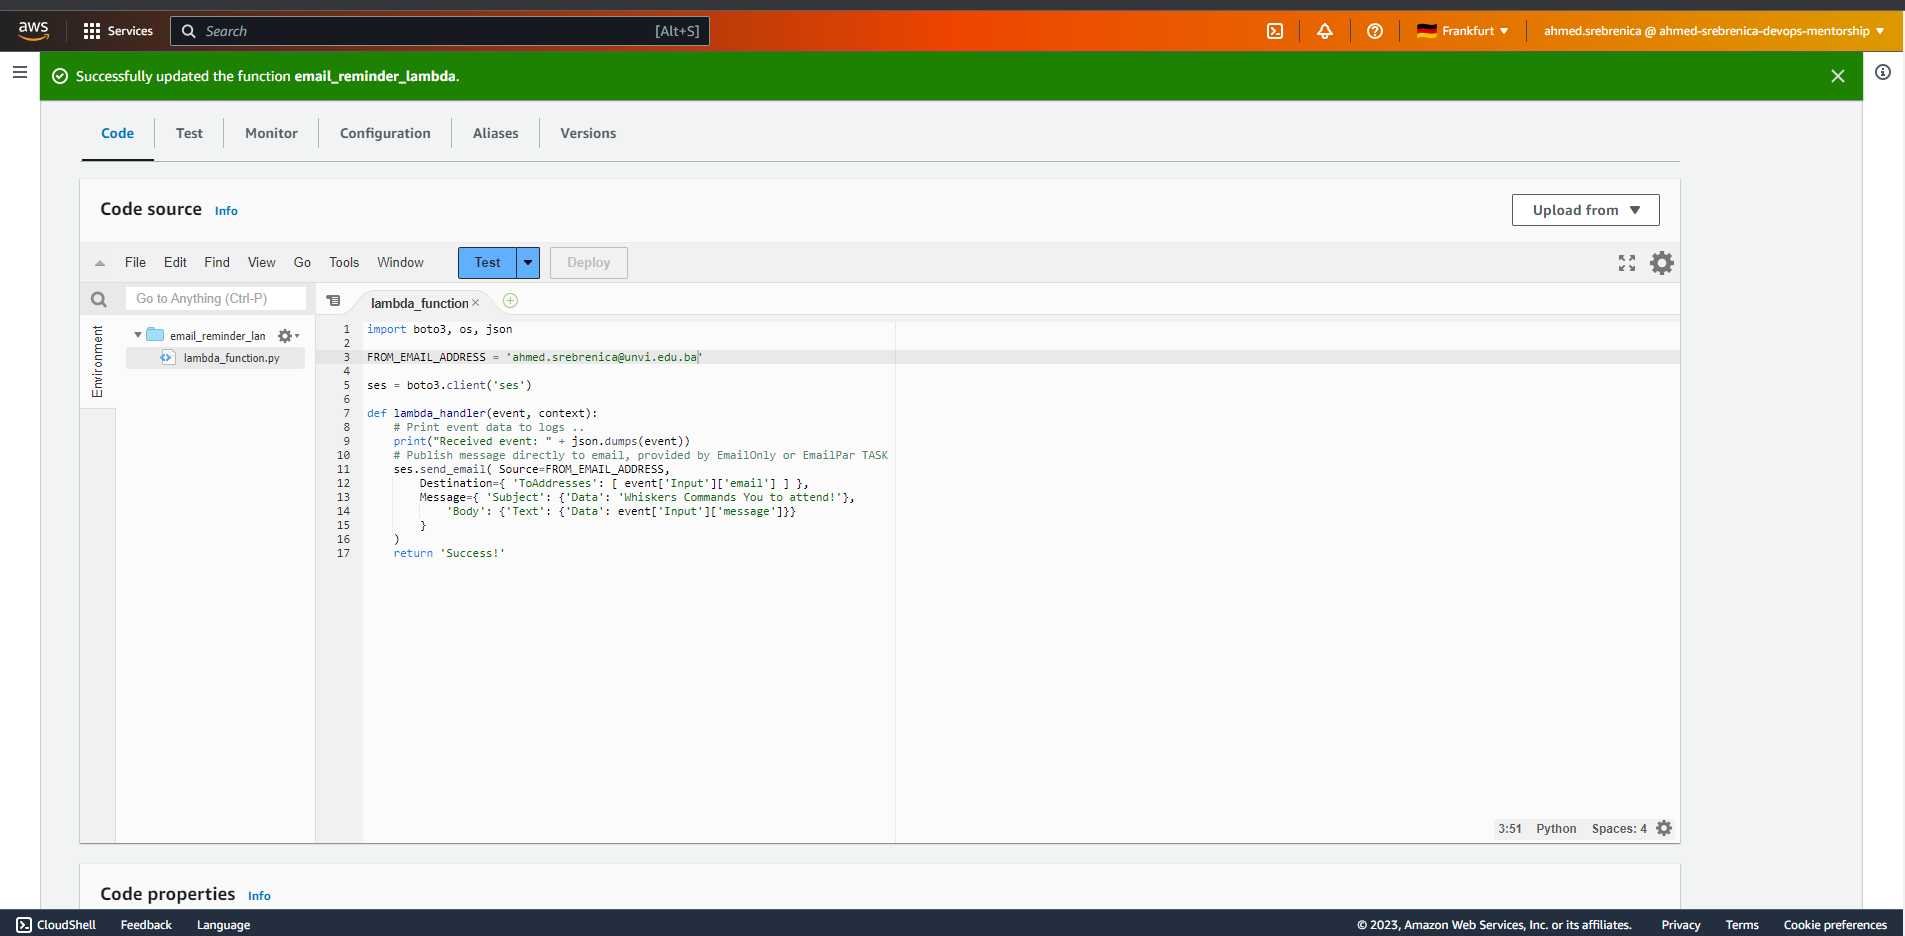 aws Services Search [Alt+S] Frankfurt ahmed.srebrenica @ ahmed-srebrenica-devops-mentorship
Successfully updated the function email_reminder_lambda.
Code Test Monitor Configuration Aliases Versions
Code source Info Upload from
File Edit Find View Go Tools Window Test Deploy
Go to Anything (Ctrl-P) lambda_function
Environment
email_reminder_lan
lambda_function.py
1 import boto3, os, json
2
3 FROM_EMAIL_ADDRESS = 'ahmed.srebrenica@unvi.edu.ba'
4
5 ses = boto3.client('ses')
6
7 def lambda_handler(event, context):
8 # Print event data to logs ..
9 print("Received event: " + json.dumps(event))
10 # Publish message directly to email, provided by EmailOnly or EmailPar TASK
11 ses.send_email( Source=FROM_EMAIL_ADDRESS,
12 Destination={ 'ToAddresses': [ event['Input']['email'] ] },
13 Message={ 'Subject': {'Data': 'Whiskers Commands You to attend!'},
14 'Body': {'Text': {'Data': event['Input']['message']}}
15 }
16 )
17 return 'Success!'
3:51 Python Spaces: 4
Code properties Info
CloudShell Feedback Language © 2023, Amazon Web Services, Inc. or its affiliates. Privacy Terms Cookie preferences